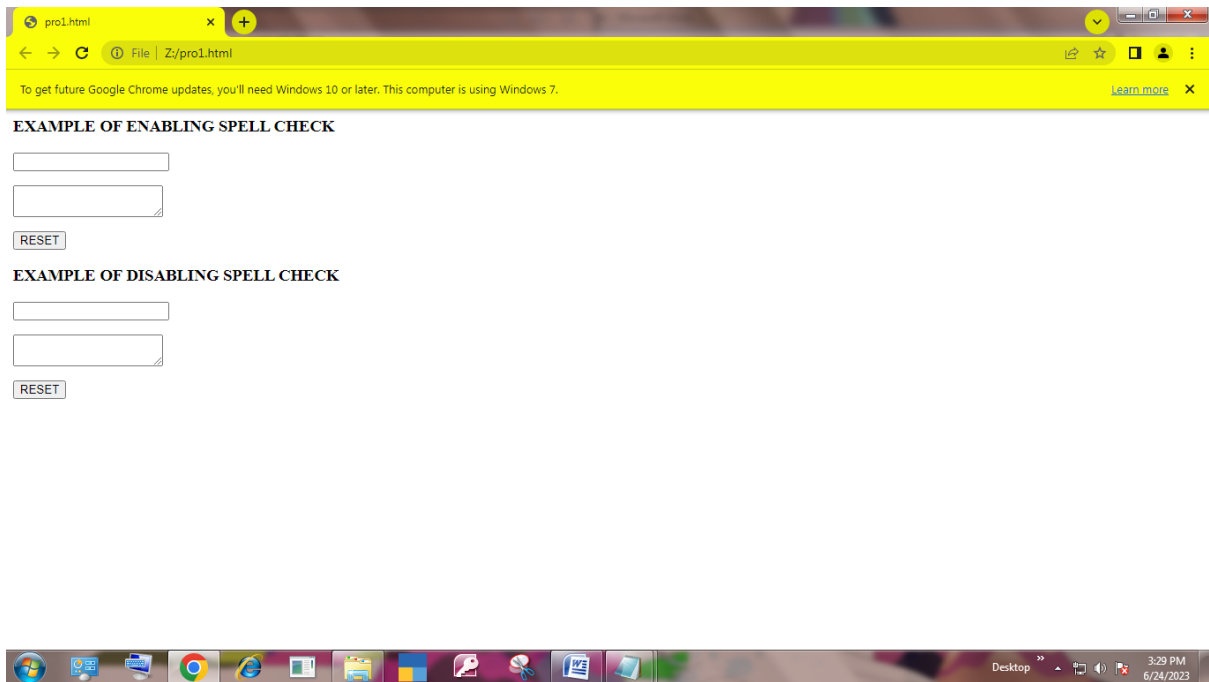 pro1.html
File | Z:/pro1.html
To get future Google Chrome updates, you'll need Windows 10 or later. This computer is using Windows 7. Learn more
EXAMPLE OF ENABLING SPELL CHECK
RESET
EXAMPLE OF DISABLING SPELL CHECK
RESET
Desktop
3:29 PM
6/24/2023